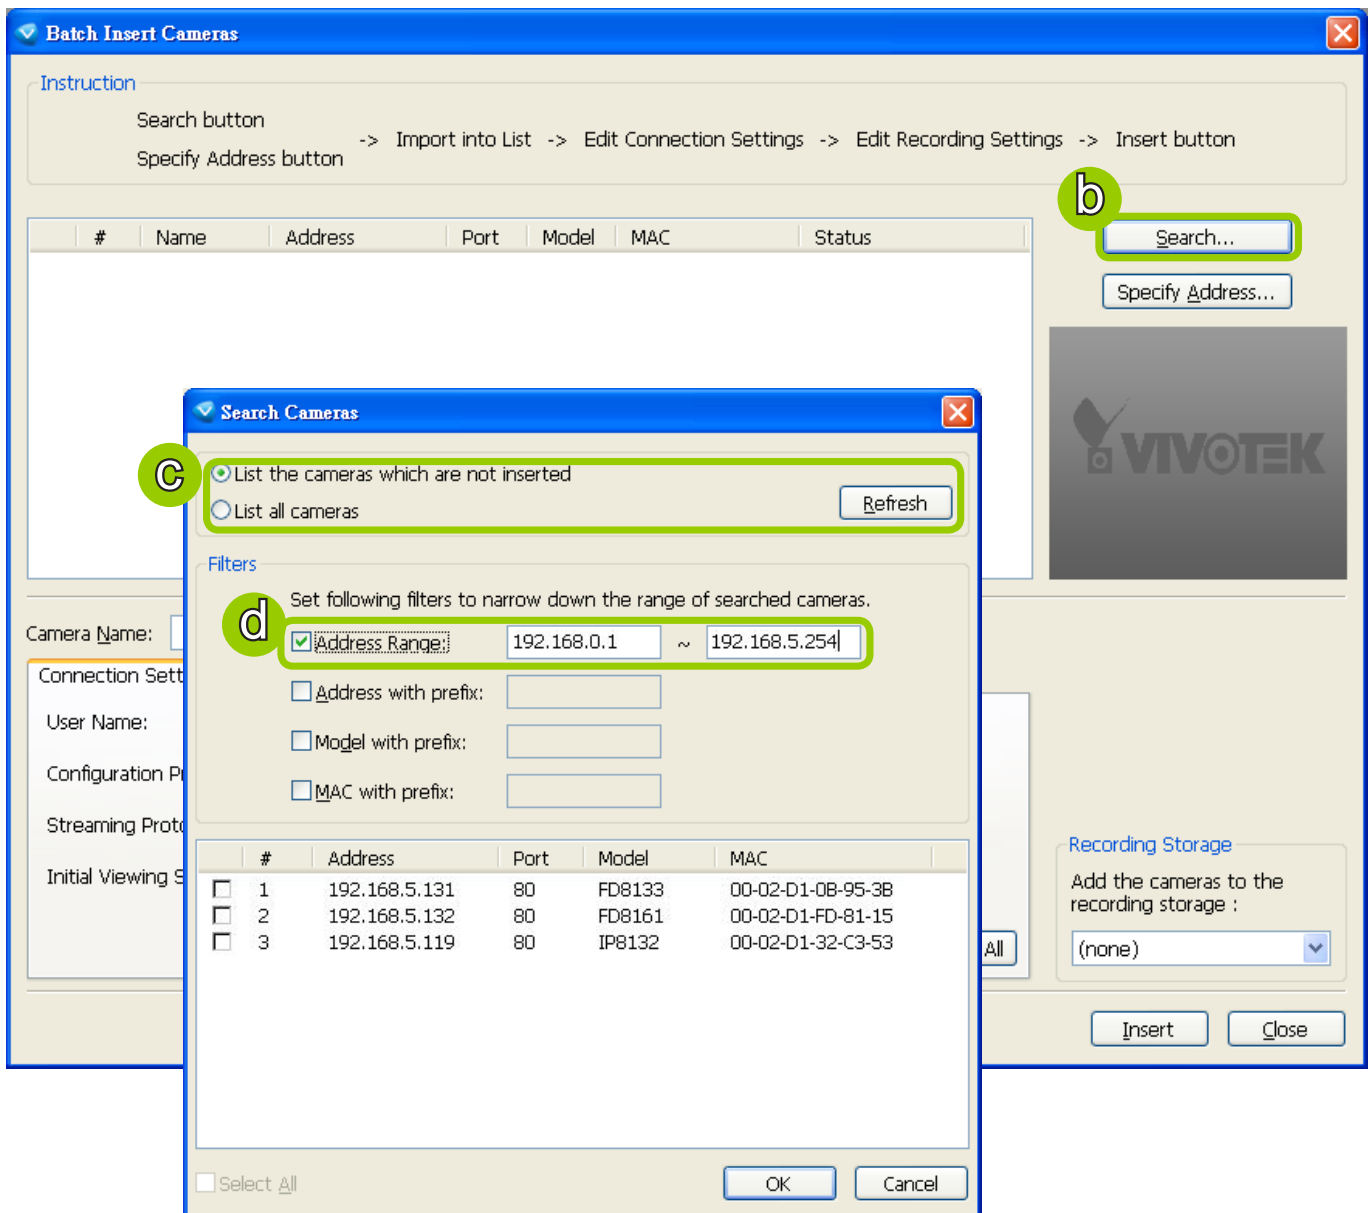 Batch Insert Cameras
Instruction
Search button
Specify Address button
-> Import into List -> Edit Connection Settings -> Edit Recording Settings -> Insert button
b
# Name Address Port Model MAC Status
Search...
Specify Address...
VIVOTEK
Search Cameras
c
List the cameras which are not inserted
List all cameras
Refresh
Filters
Set following filters to narrow down the range of searched cameras.
d
Address Range: 192.168.0.1 ~ 192.168.5.254
Address with prefix:
Model with prefix:
MAC with prefix:
# Address Port Model MAC
1 192.168.5.131 80 FD8133 00-02-D1-0B-95-3B
2 192.168.5.132 80 FD8161 00-02-D1-FD-81-15
3 192.168.5.119 80 IP8132 00-02-D1-32-C3-53
Select All
OK Cancel
Camera Name:
Connection Sett
User Name:
Configuration P
Streaming Proto
Initial Viewing S
All
Recording Storage
Add the cameras to the
recording storage :
(none)
Insert Close